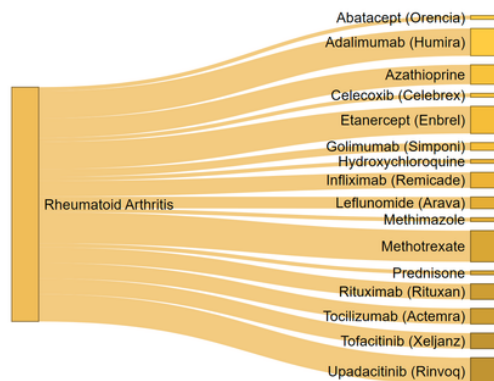 Abatacept (Orencia)
Adalimumab (Humira)
Azathioprine
Celecoxib (Celebrex)
Etanercept (Enbrel)
Golimumab (Simponi)
Hydroxychloroquine
Infliximab (Remicade)
Rheumatoid Arthritis
Leflunomide (Arava)
Methimazole
Methotrexate
Prednisone
Rituximab (Rituxan)
Tocilizumab (Actemra)
Tofacitinib (Xeljanz)
Upadacitinib (Rinvoq)